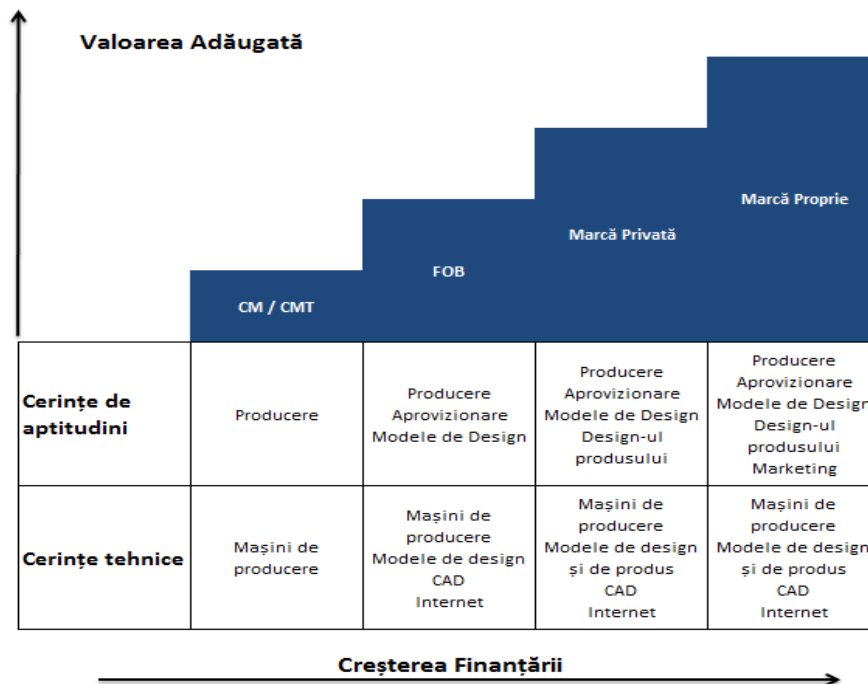 Valoarea Adăugată
Marcă Proprie
Marcă Privată
FOB
CM / CMT
Cerințe de
aptitudini
Producere
Producere
Aprovizionare
Modele de Design
Producere
Aprovizionare
Modele de Design
Design-ul
produsului
Producere
Aprovizionare
Modele de Design
Design-ul
produsului
Marketing
Cerințe tehnice
Mașini de
producere
Mașini de
producere
Modele de design
CAD
Internet
Mașini de
producere
Modele de design
și de produs
CAD
Internet
Mașini de
producere
Modele de design
și de produs
CAD
Internet
Creșterea Finanțării